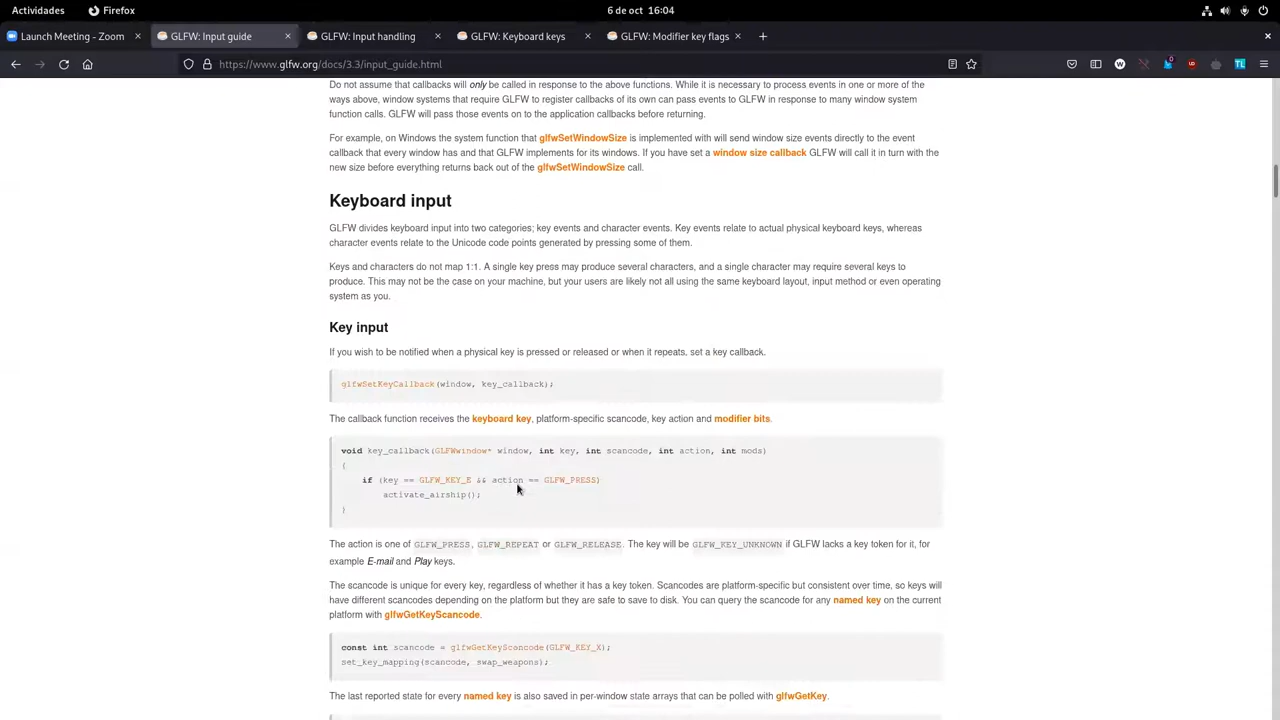 Actividades
Firefox
6 de oct 16:04
Launch Meeting - Zoom
GLFW: Input guide
GLFW: Input handling
GLFW: Keyboard keys
GLFW: Modifier key flags
https://www.glfw.org/docs/3.3/input_guide.html
Do not assume that callbacks will only be called in response to the above functions. While it is necessary to process events in one or more of the
ways above, window systems that require GLFW to register callbacks of its own can pass events to GLFW in response to many window system
function calls. GLFW will pass those events on to the application callbacks before returning.
For example, on Windows the system function that glfwSetWindowSize is implemented with will send window size events directly to the event
callback that every window has and that GLFW implements for its windows. If you have set a window size callback GLFW will call it in turn with the
new size before everything returns back out of the glfwSetWindowSize call.
Keyboard input
GLFW divides keyboard input into two categories; key events and character events. Key events relate to actual physical keyboard keys, whereas
character events relate to the Unicode code points generated by pressing some of them.
Keys and characters do not map 1:1. A single key press may produce several characters, and a single character may require several keys to
produce. This may not be the case on your machine, but your users are likely not all using the same keyboard layout, input method or even operating
system as you.
Key input
If you wish to be notified when a physical key is pressed or released or when it repeats, set a key callback.
glfwSetKeyCallback(window, key_callback);
The callback function receives the keyboard key, platform-specific scancode, key action and modifier bits.
void key_callback(GLFWwindow* window, int key, int scancode, int action, int mods)
{
if (key == GLFW_KEY_E && action == GLFW_PRESS)
activate_airship();
}
The action is one of GLFW_PRESS, GLFW_REPEAT or GLFW_RELEASE. The key will be GLFW_KEY_UNKNOWN if GLFW lacks a key token for it, for
example E-mail and Play keys.
The scancode is unique for every key, regardless of whether it has a key token. Scancodes are platform-specific but consistent over time, so keys will
have different scancodes depending on the platform but they are safe to save to disk. You can query the scancode for any named key on the current
platform with glfwGetKeyScancode.
const int scancode = glfwGetKeyScancode(GLFW_KEY_X);
set_key_mapping(scancode, swap_weapons);
The last reported state for every named key is also saved in per-window state arrays that can be polled with glfwGetKey.